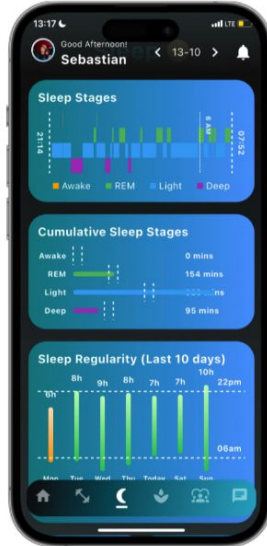 13:17
LTE
Good Afternoon!
Sebastian
13-10
Sleep Stages
21:14
6 AM
07:52
Awake REM Light Deep
Cumulative Sleep Stages
Awake 0 mins
REM 154 mins
Light ins
Deep 95 mins
Sleep Regularity (Last 10 days)
6h 8h 9h 8h 7h 7h 10h
22pm
06am
Mon Tue Wed Thu Today Sat Sun